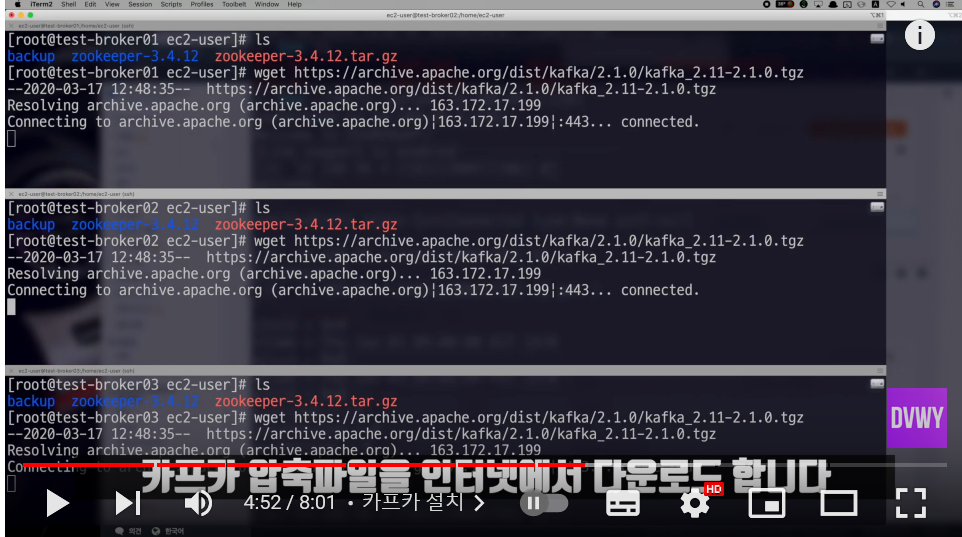 iTerm2 Shell Edit View Session Scripts Profiles Toolbelt Window Help
ec2-user@test-broker02:/home/ec2-user
ec2-user@test-broker01:/home/ec2-user (ssh)
[root@test-broker01 ec2-user]# ls
backup zookeeper-3.4.12 zookeeper-3.4.12.tar.gz
[root@test-broker01 ec2-user]# wget https://archive.apache.org/dist/kafka/2.1.0/kafka_2.11-2.1.0.tgz
--2020-03-17 12:48:35-- https://archive.apache.org/dist/kafka/2.1.0/kafka_2.11-2.1.0.tgz
Resolving archive.apache.org (archive.apache.org)... 163.172.17.199
Connecting to archive.apache.org (archive.apache.org)|163.172.17.199|:443... connected.
ec2-user@test-broker02:/home/ec2-user (ssh)
[root@test-broker02 ec2-user]# ls
backup zookeeper-3.4.12 zookeeper-3.4.12.tar.gz
[root@test-broker02 ec2-user]# wget https://archive.apache.org/dist/kafka/2.1.0/kafka_2.11-2.1.0.tgz
--2020-03-17 12:48:35-- https://archive.apache.org/dist/kafka/2.1.0/kafka_2.11-2.1.0.tgz
Resolving archive.apache.org (archive.apache.org)... 163.172.17.199
Connecting to archive.apache.org (archive.apache.org)|163.172.17.199|:443... connected.
ec2-user@test-broker03:/home/ec2-user (ssh)
[root@test-broker03 ec2-user]# ls
backup zookeeper-3.4.12 zookeeper-3.4.12.tar.gz
[root@test-broker03 ec2-user]# wget https://archive.apache.org/dist/kafka/2.1.0/kafka_2.11-2.1.0.tgz
--2020-03-17 12:48:35-- https://archive.apache.org/dist/kafka/2.1.0/kafka_2.11-2.1.0.tgz
Resolving archive.apache.org (archive.apache.org)... 163.172.17.199
Connecting to
DVWY
카프카 압축파일을 인터넷에서 다운로드 합니다
4:52 / 8:01 • 카프카 설치
HD
의견 한국어